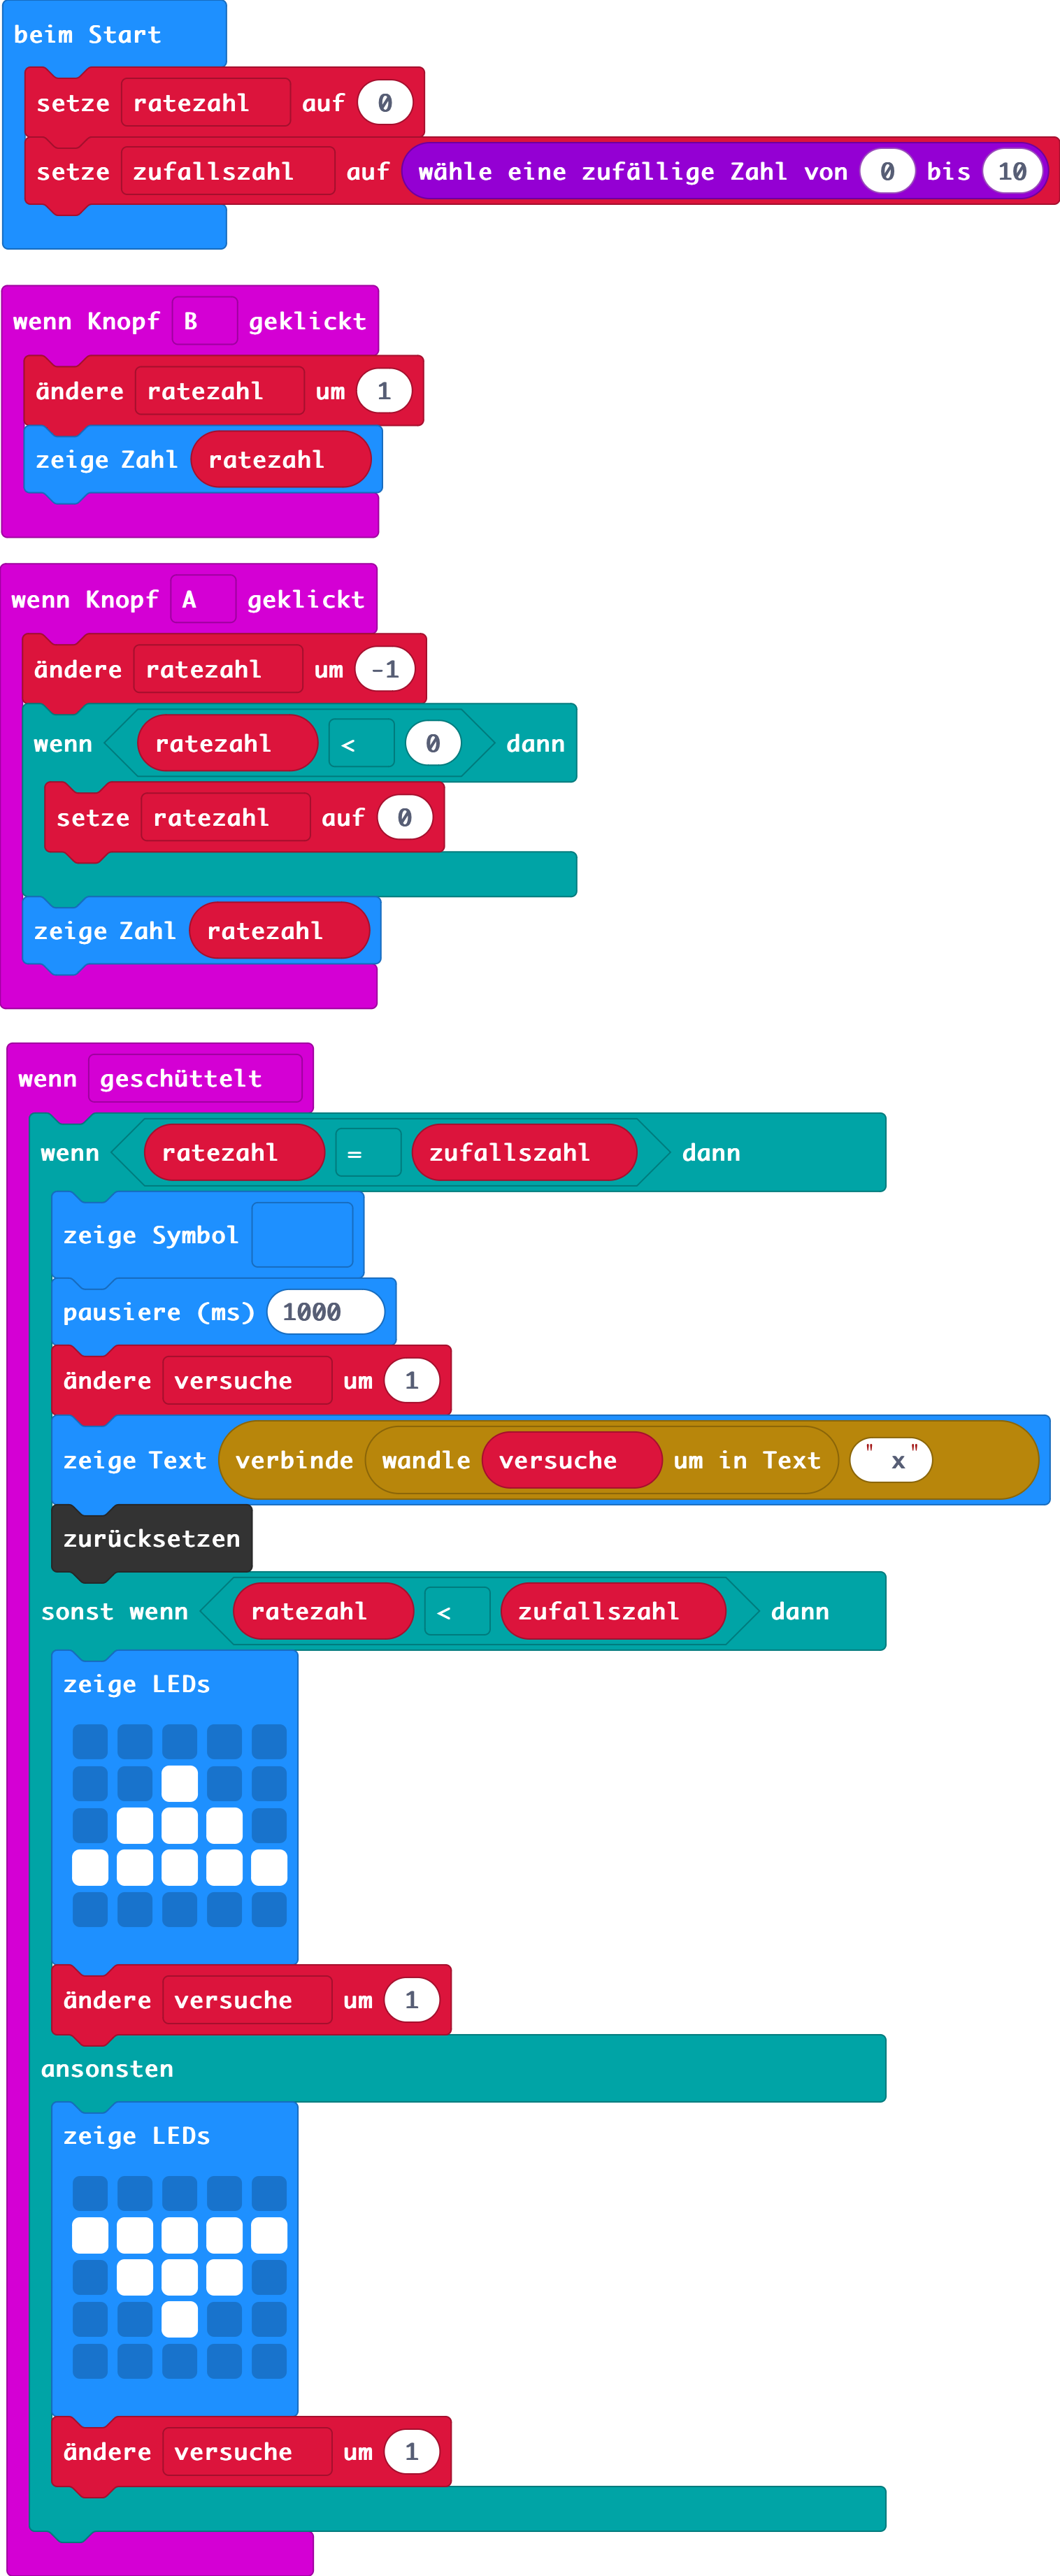 beim Start
setze ratezahl auf 0
setze zufallszahl auf wähle eine zufällige Zahl von 0 bis 10
wenn Knopf B geklickt
ändere ratezahl um 1
zeige Zahl ratezahl
wenn Knopf A geklickt
ändere ratezahl um -1
wenn ratezahl < 0 dann
setze ratezahl auf 0
zeige Zahl ratezahl
wenn geschüttelt
wenn ratezahl = zufallszahl dann
zeige Symbol
pausiere (ms) 1000
ändere versuche um 1
zeige Text verbinde wandle versuche um in Text " x"
zurücksetzen
sonst wenn ratezahl < zufallszahl dann
zeige LEDs
ändere versuche um 1
ansonsten
zeige LEDs
ändere versuche um 1